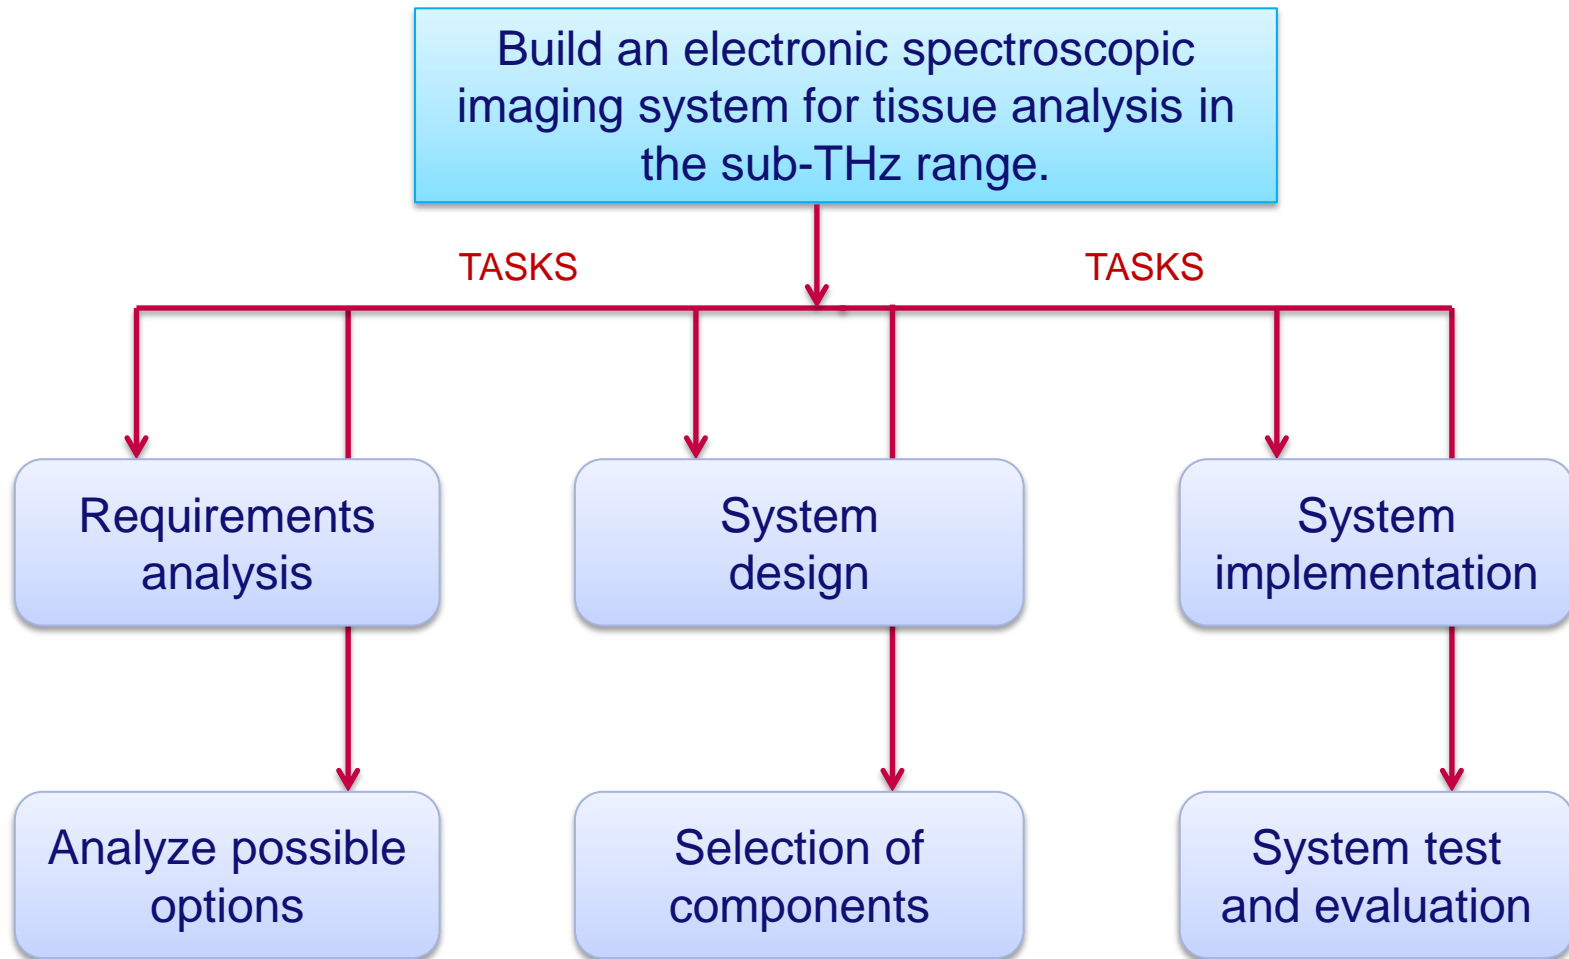 Build an electronic spectroscopic
imaging system for tissue analysis in
the sub-THz range.
TASKS
TASKS
Requirements
analysis
System
design
System
implementation
Analyze possible
options
Selection of
components
System test
and evaluation